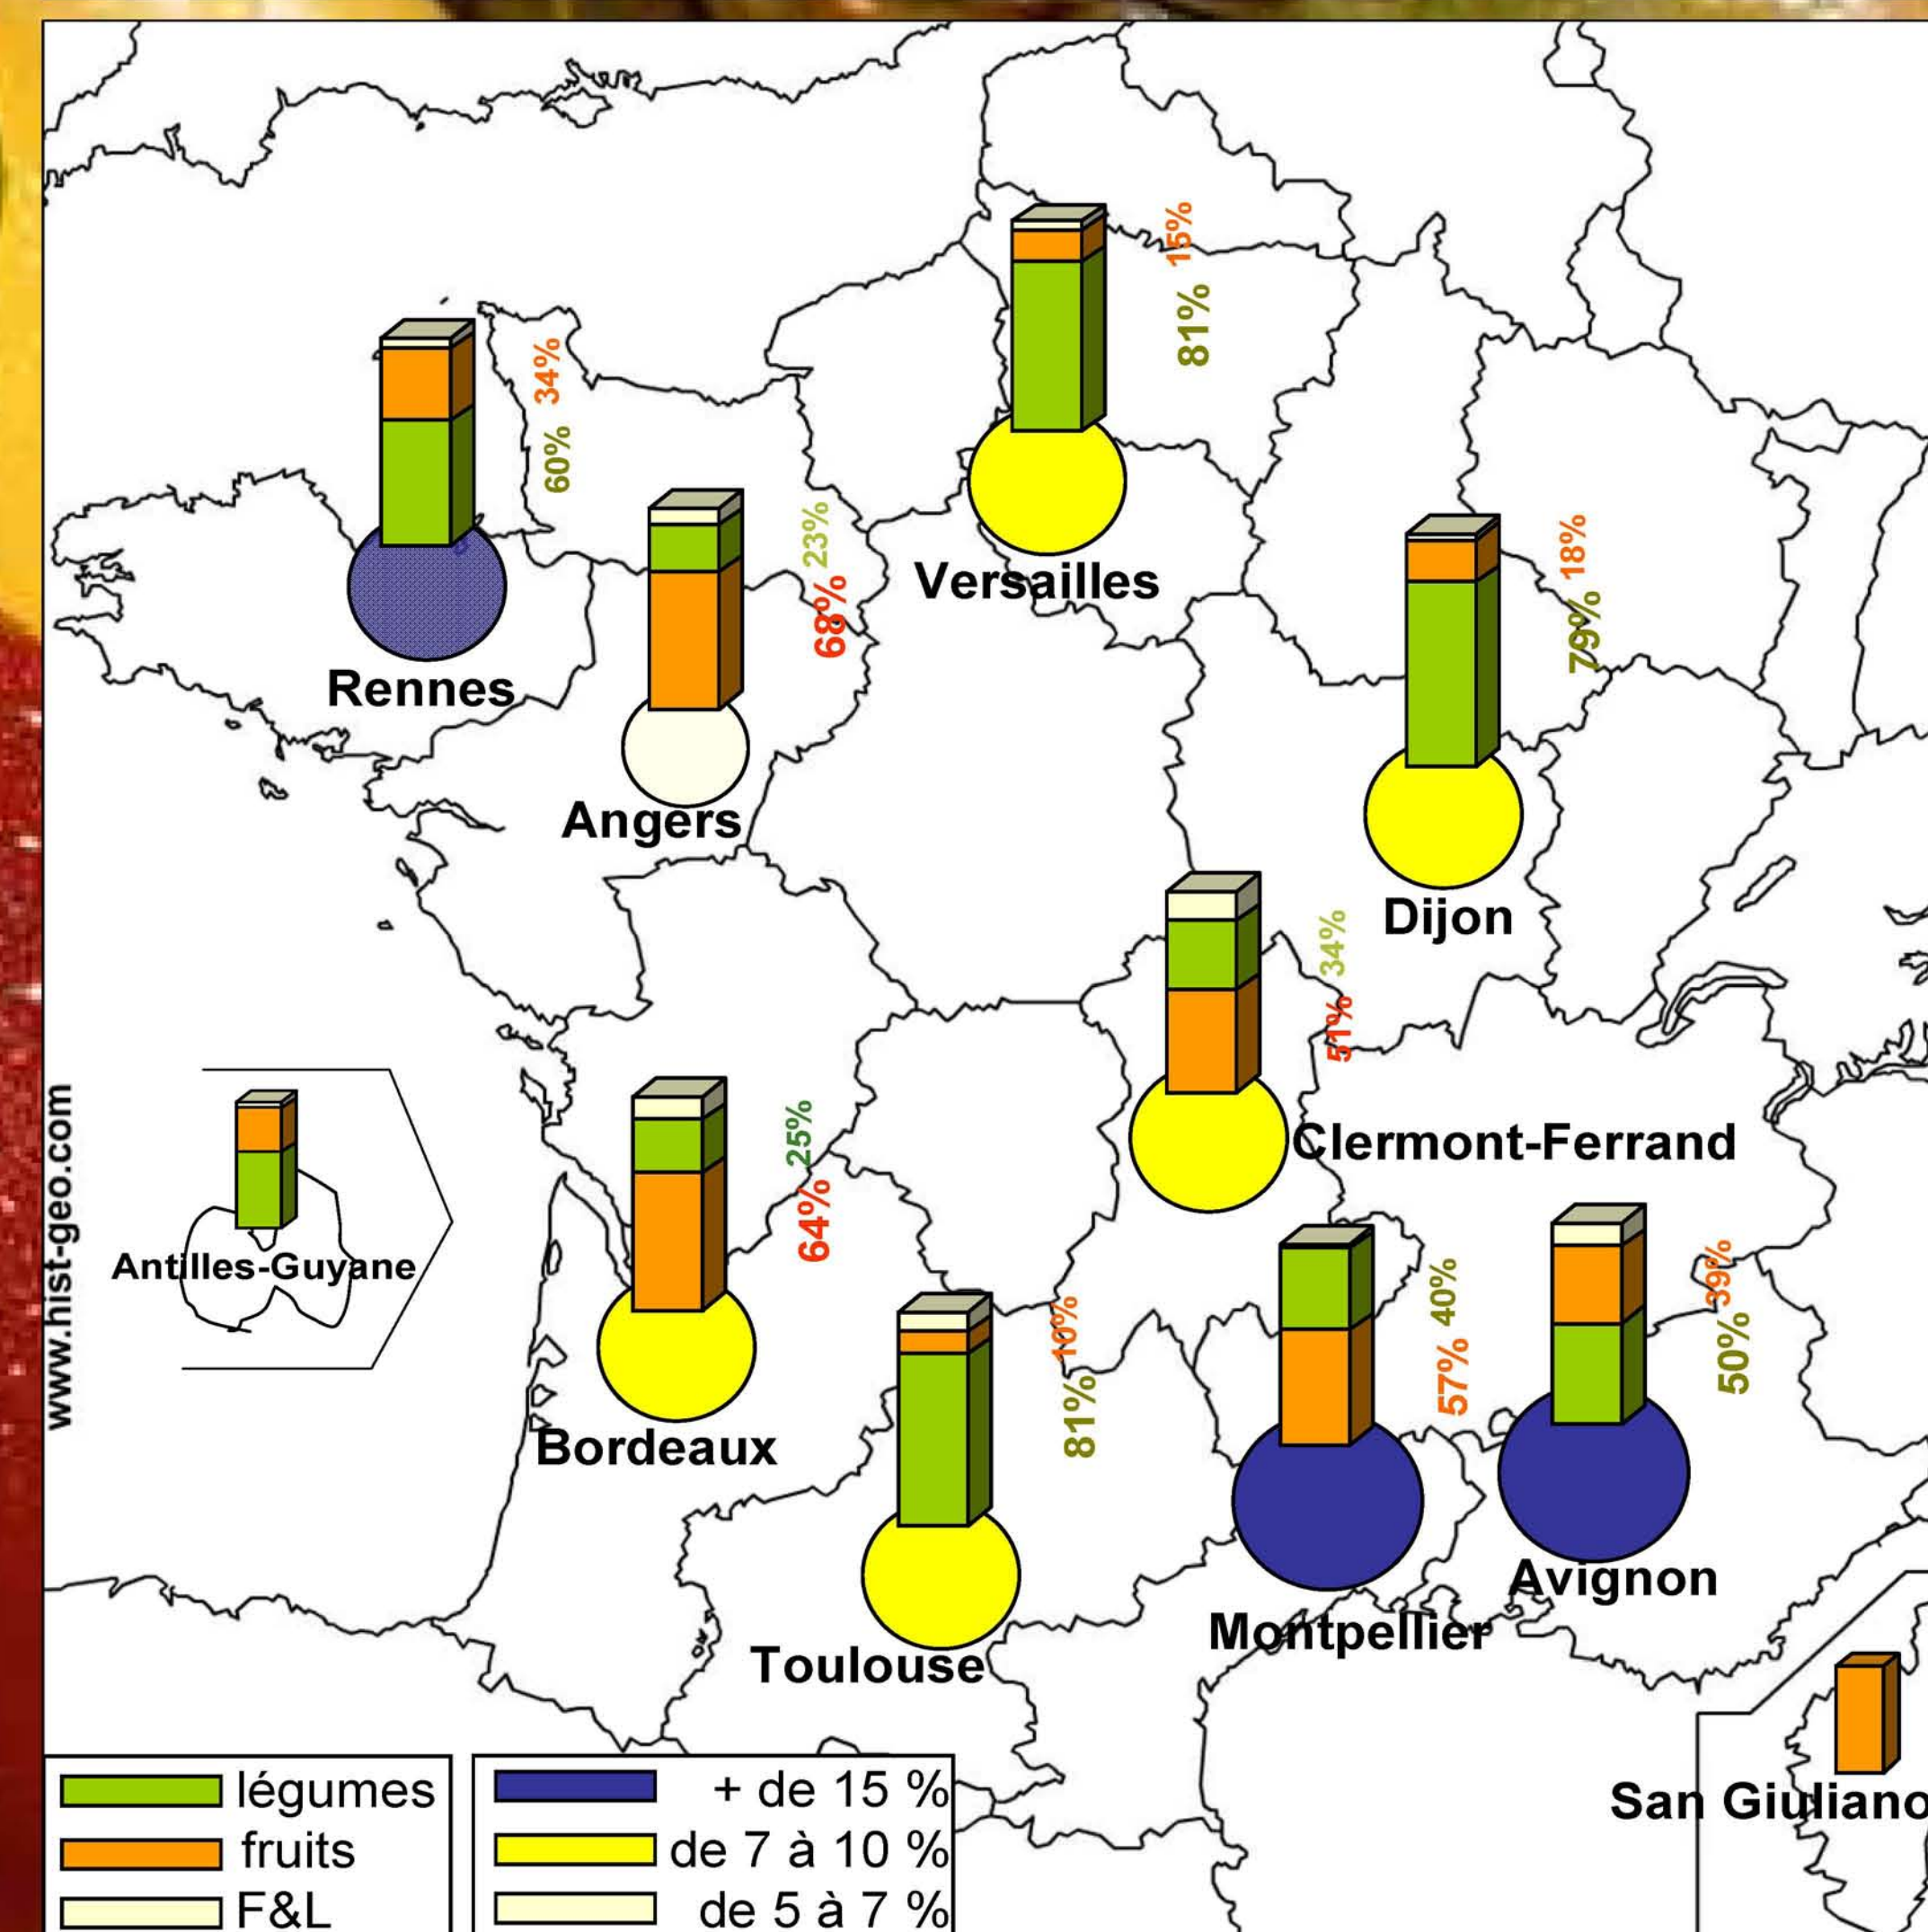 15%
81%
34%
60%
Versailles
23%
68%
Rennes
18%
79%
Angers
Dijon
34%
51%
Clermont-Ferrand
25%
64%
www.hist-geo.com
Antilles-Guyane
40%
57%
39%
50%
10%
81%
Bordeaux
Avignon
Montpellier
Toulouse
San Giuliano
légumes
fruits
F&L
+ de 15 %
de 7 à 10 %
de 5 à 7 %